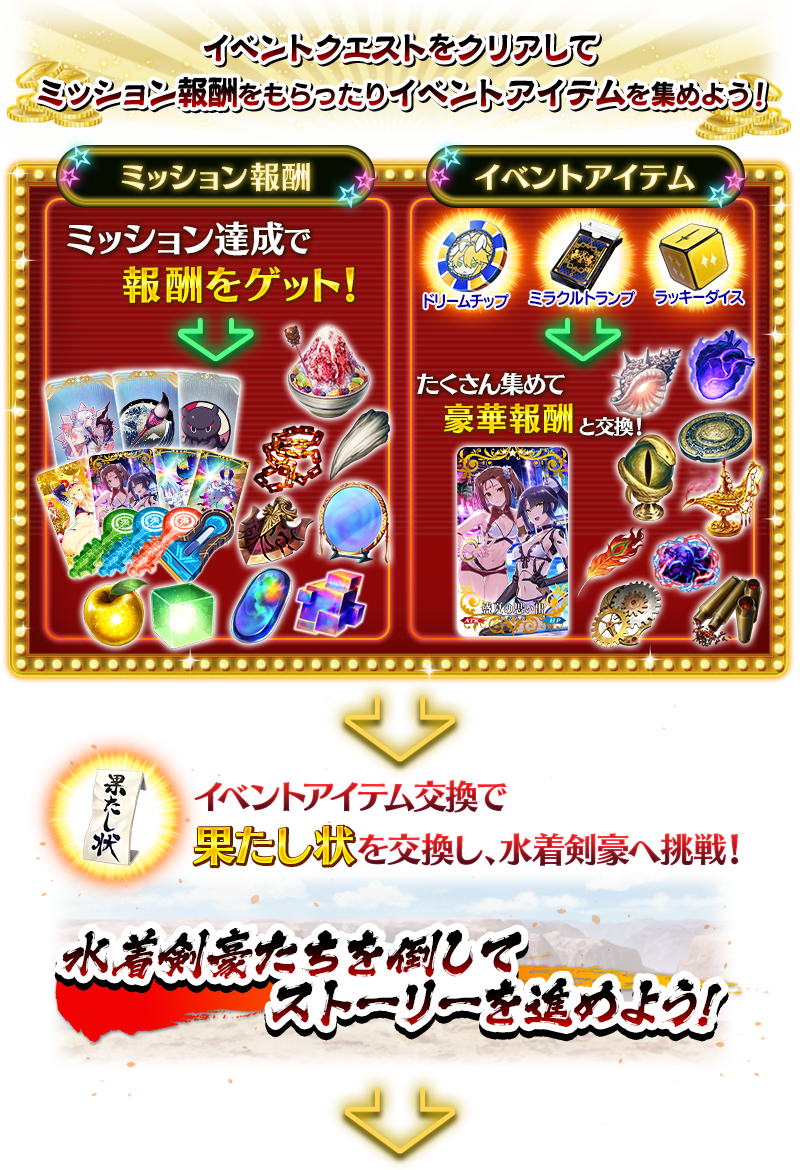 イベントクエストをクリアして
ミッション報酬をもらったりイベントアイテムを集めよう!
ミッション報酬
ミッション達成で
報酬をゲット!
イベントアイテム
ドリームチップ
ミラクルトランプ
ラッキーダイス
たくさん集めて
豪華報酬と交換!
盛夏の思い出
ATK
HP
果たし状
イベントアイテム交換で
果たし状を交換し、水着剣豪へ挑戦!
水着剣豪たちを倒して
ストーリーを進めよう!